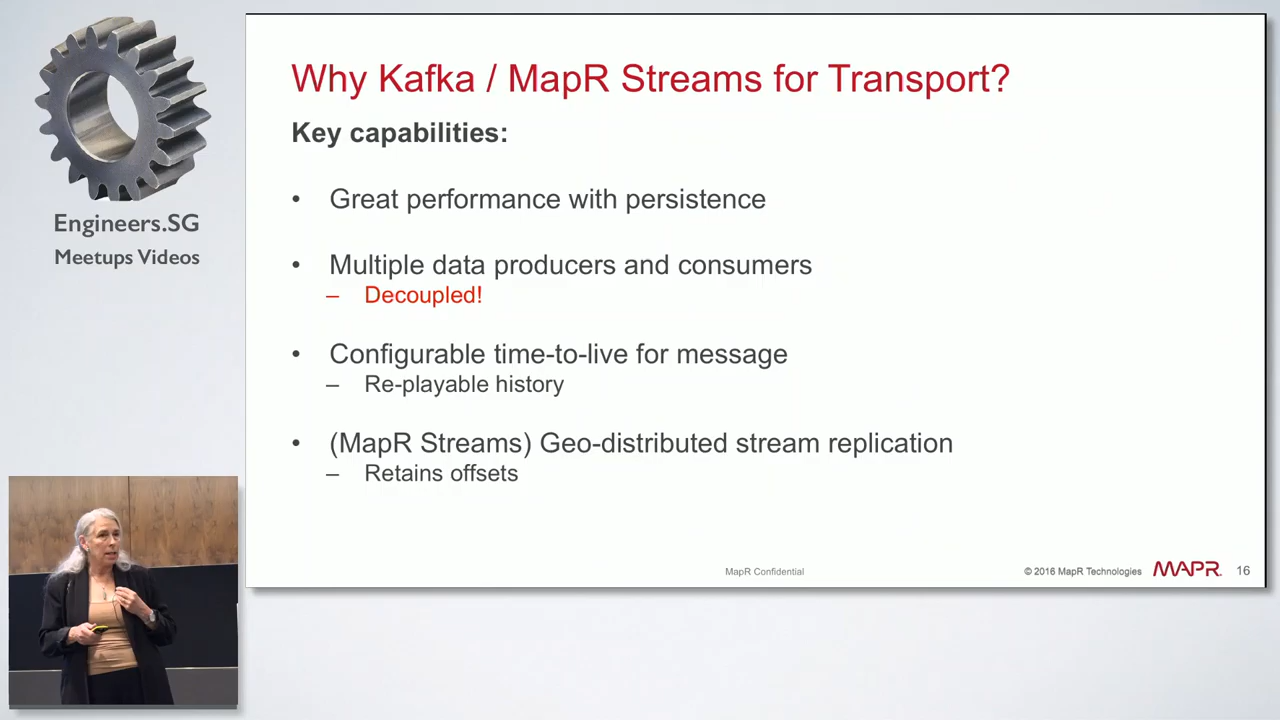 Engineers.SG
Meetups Videos
Why Kafka / MapR Streams for Transport?
Key capabilities:
• Great performance with persistence
• Multiple data producers and consumers
– Decoupled!
• Configurable time-to-live for message
– Re-playable history
• (MapR Streams) Geo-distributed stream replication
– Retains offsets
MapR Confidential
© 2016 MapR Technologies
MAPR
16